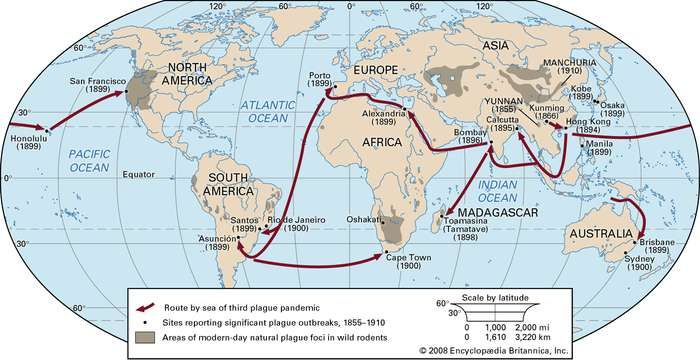 120°
60°
0°
60°
120°
60°
NORTH
AMERICA
San Francisco
(1899)
30°
Honolulu
(1899)
PACIFIC
OCEAN
0°
Equator
ATLANTIC
OCEAN
Porto
(1899)
EUROPE
ASIA
MANCHURIA
(1910)
Kobe
(1899)
Osaka
(1899)
YUNNAN
(1855)
Kunming
(1866)
Hong Kong
(1894)
Calcutta
(1895)
Bombay
(1896)
Alexandria
(1899)
AFRICA
Manila
(1899)
SOUTH
AMERICA
INDIAN
OCEAN
Santos
(1899)
Rio de Janeiro
(1900)
Asunción
(1899)
Oshakati
MADAGASCAR
Toamasina
(Tamatave)
(1898)
Cape Town
(1900)
AUSTRALIA
Brisbane
(1899)
Sydney
(1900)
30°
60°
60°
Route by sea of third plague pandemic
Sites reporting significant plague outbreaks, 1855–1910
Areas of modern-day natural plague foci in wild rodents
Scale by latitude
60°
30°
0 1,000 2,000 mi
0 1,610 3,220 km
© 2008 Encyclopædia Britannica, Inc.